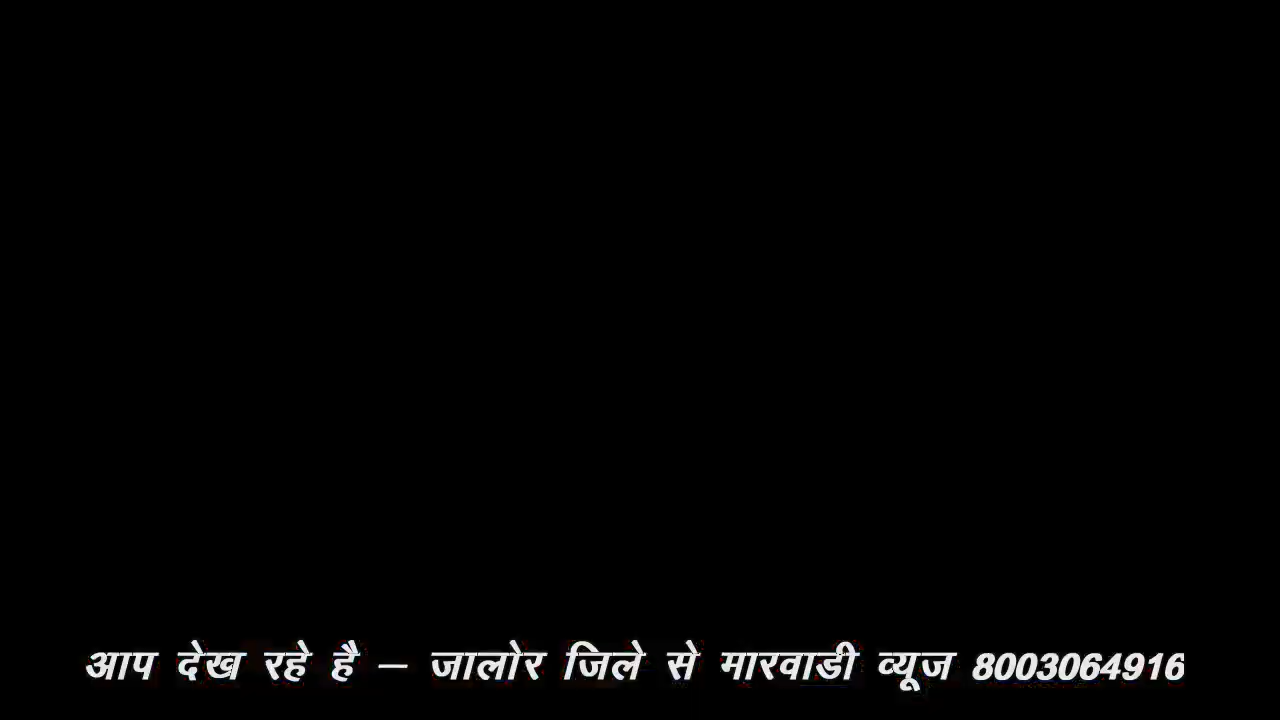 आप देख रहे है – जालोर जिले से मारवाडी व्यूज 8003064916